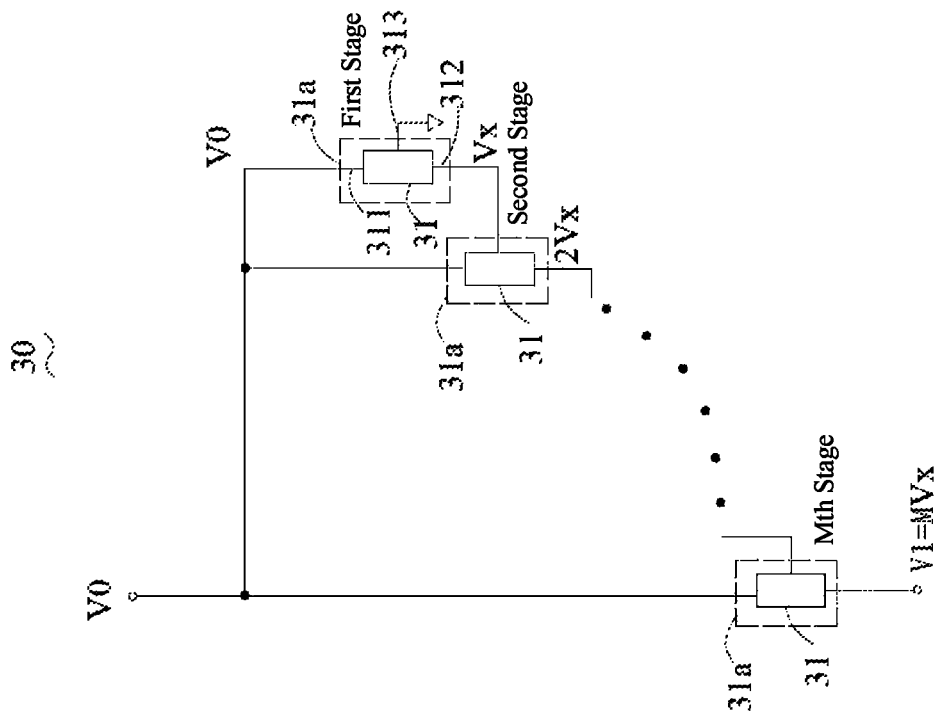 30
V0
V0
31a
First Stage
313
311
31
312
Vx
Second Stage
31a
31
2Vx
Mth Stage
31a
31
V1=MVx